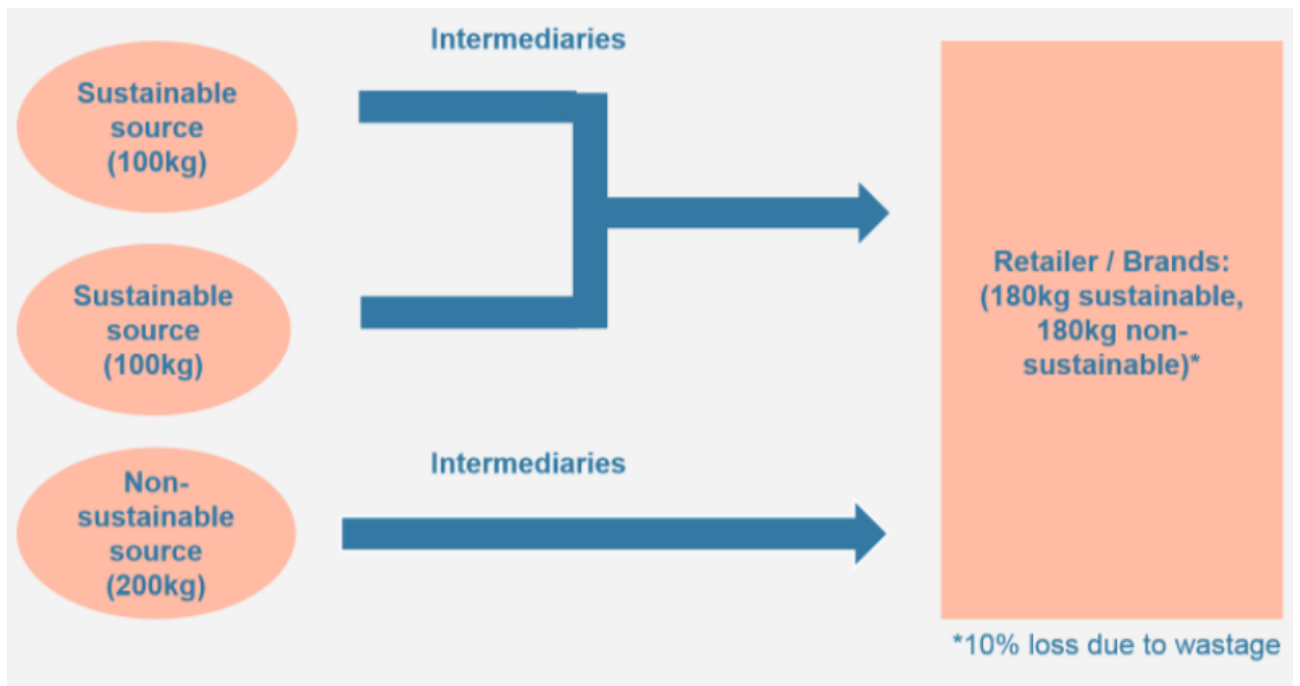 Intermediaries
Sustainable
source
(100kg)
Sustainable
source
(100kg)
Retailer / Brands:
(180kg sustainable,
180kg non-
sustainable)*
Intermediaries
Non-
sustainable
source
(200kg)
*10% loss due to wastage